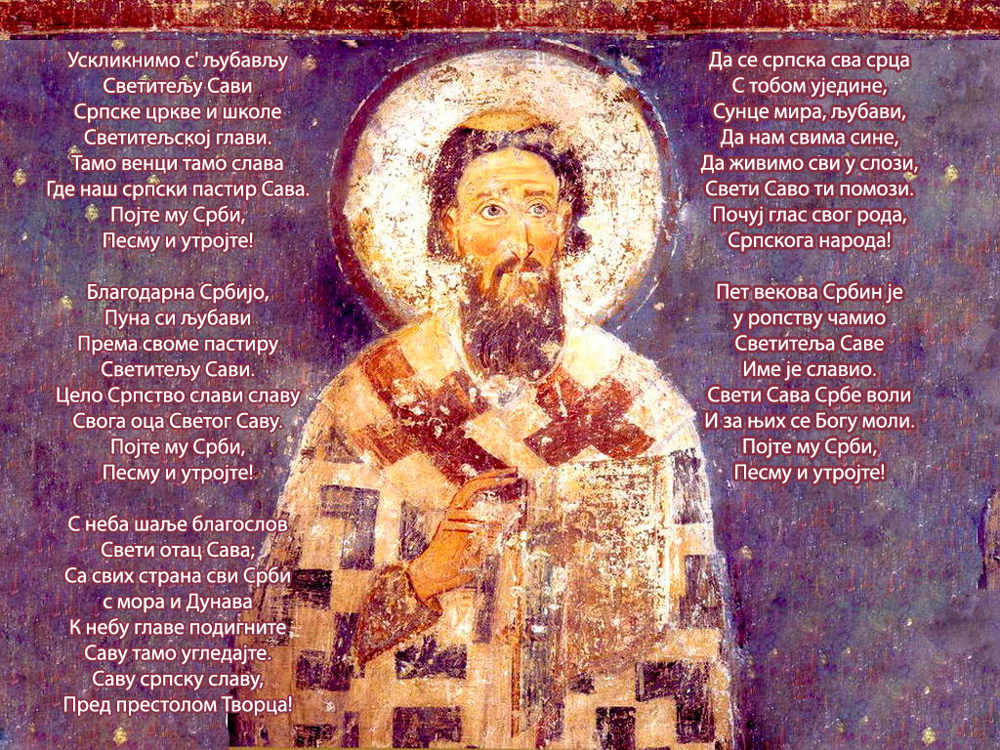 Ускликнимо с' љубављу
Светитељу Сави
Српске цркве и школе
Светитељској глави.
Тамо венци тамо слава
Где наш српски пастир Сава.
Појте му Срби,
Песму и утројте!
Благодарна Србијо,
Пуна си љубави
Према своме пастиру
Светитељу Сави.
Цело Српство слави славу
Свога оца Светог Саву.
Појте му Срби,
Песму и утројте!
С неба шаље благослов
Свети отац Сава;
Са свих страна сви Срби
с мора и Дунава
К небу главе подигните
Саву тамо угледајте.
Саву српску славу,
Пред престолом Творца!
Да се српска сва срца
С тобом уједине,
Сунце мира, љубави,
Да нам свима сине,
Да живимо сви у слози,
Свети Саво ти помози.
Почуј глас свог рода,
Српскога народа!
Пет векова Србин је
у ропству чамио
Светитеља Саве
Име је славио.
Свети Сава Србе воли
И за њих се Богу моли.
Појте му Срби,
Песму и утројте!